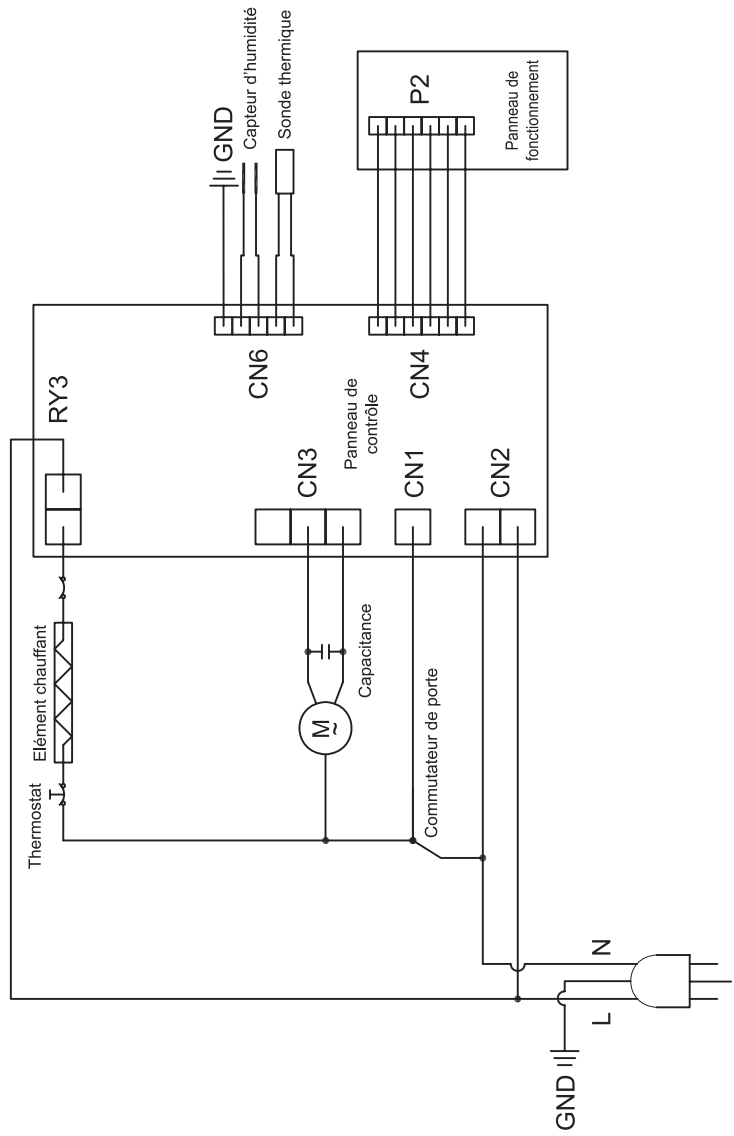 GND
Capteur d'humidité
Sonde thermique
P2
Panneau de
fonctionnement
RY3
CN6
CN4
Panneau de
contrôle
CN3
CN1
CN2
Elément chauffant
Thermostat
M
~
Capacitance
Commutateur de porte
N
L
GND